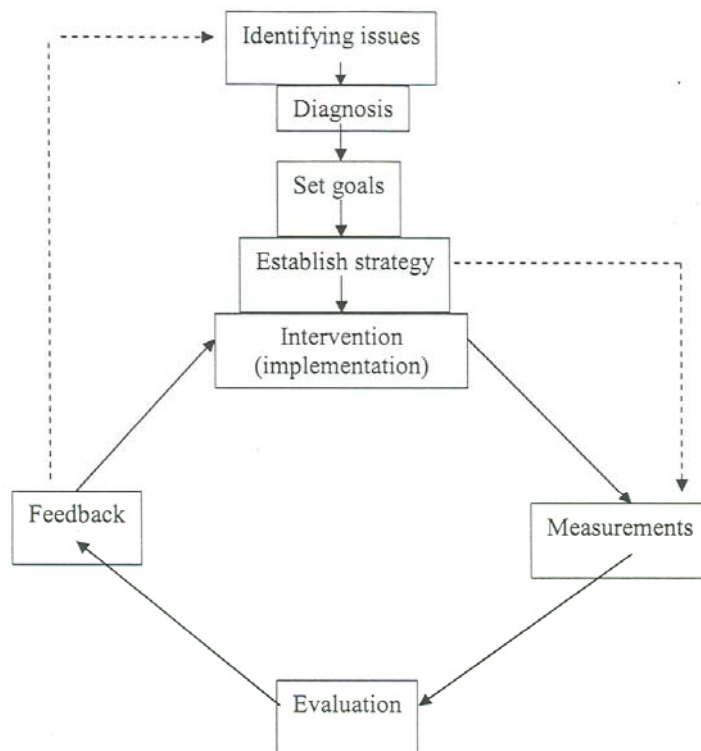 Identifying issues
Diagnosis
Set goals
Establish strategy
Intervention
(implementation)
Feedback
Measurements
Evaluation